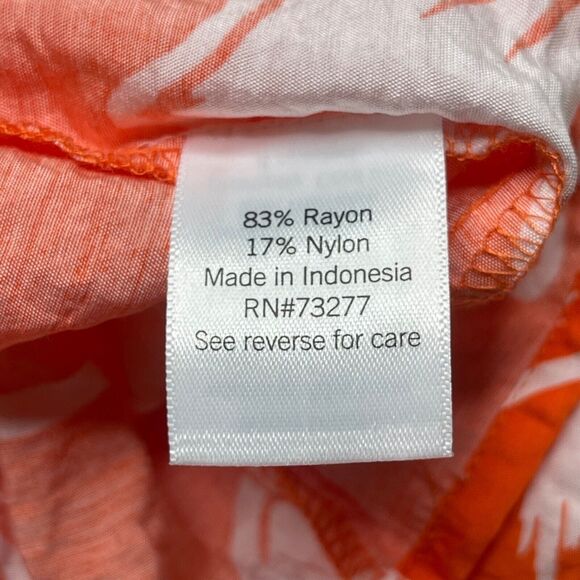 83% Rayon
17% Nylon
Made in Indonesia
RN#73277
See reverse for care